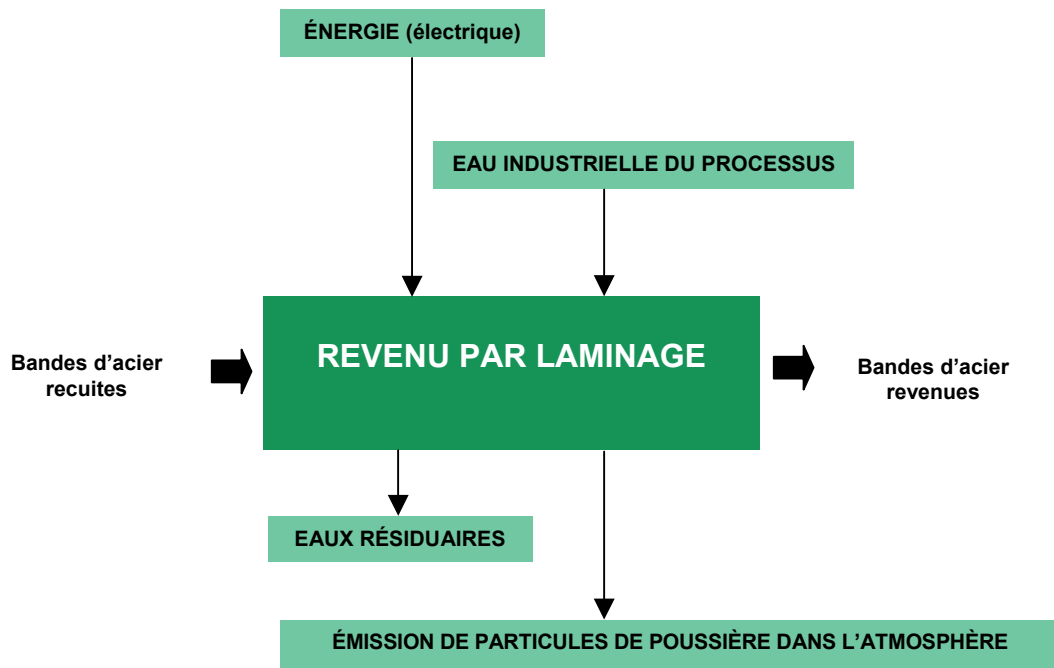 ÉNERGIE (électrique)
EAU INDUSTRIELLE DU PROCESSUS
REVENU PAR LAMINAGE
Bandes d'acier
recuites
Bandes d'acier
revenues
EAUX RÉSIDUAIRES
ÉMISSION DE PARTICULES DE POUSSIÈRE DANS L'ATMOSPHÈRE